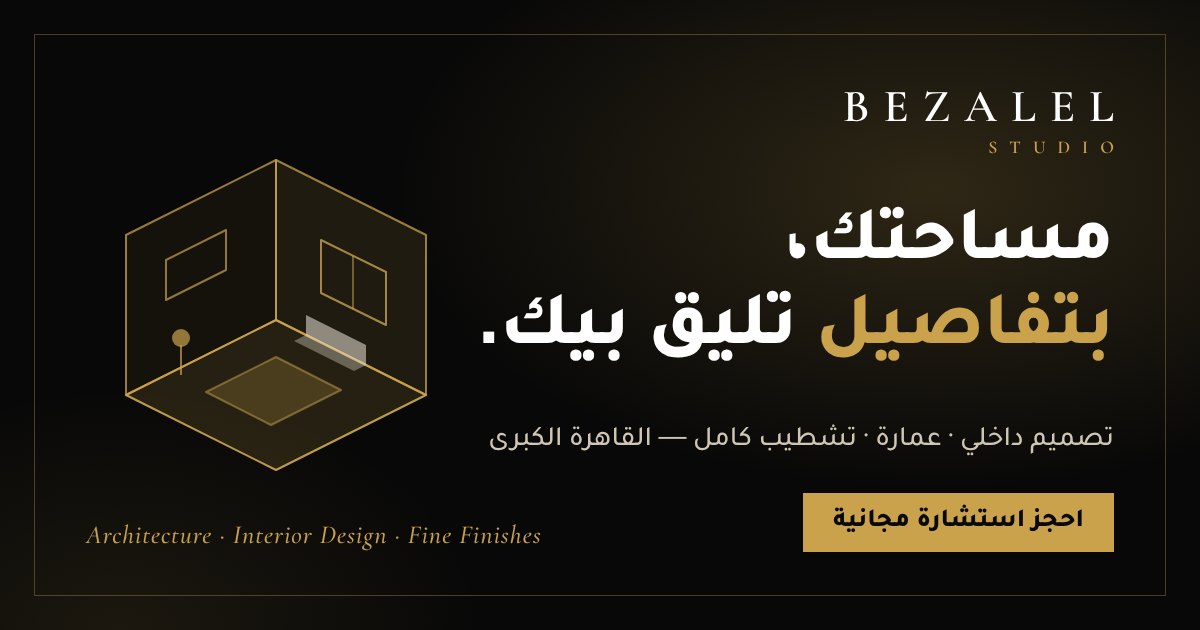 BEZALEL
STUDIO
مساحتك،
بتفاصيل تليق بيك.
تصميم داخلي · عمارة · تشطيب كامل — القاهرة الكبرى
احجز استشارة مجانية
Architecture · Interior Design · Fine Finishes